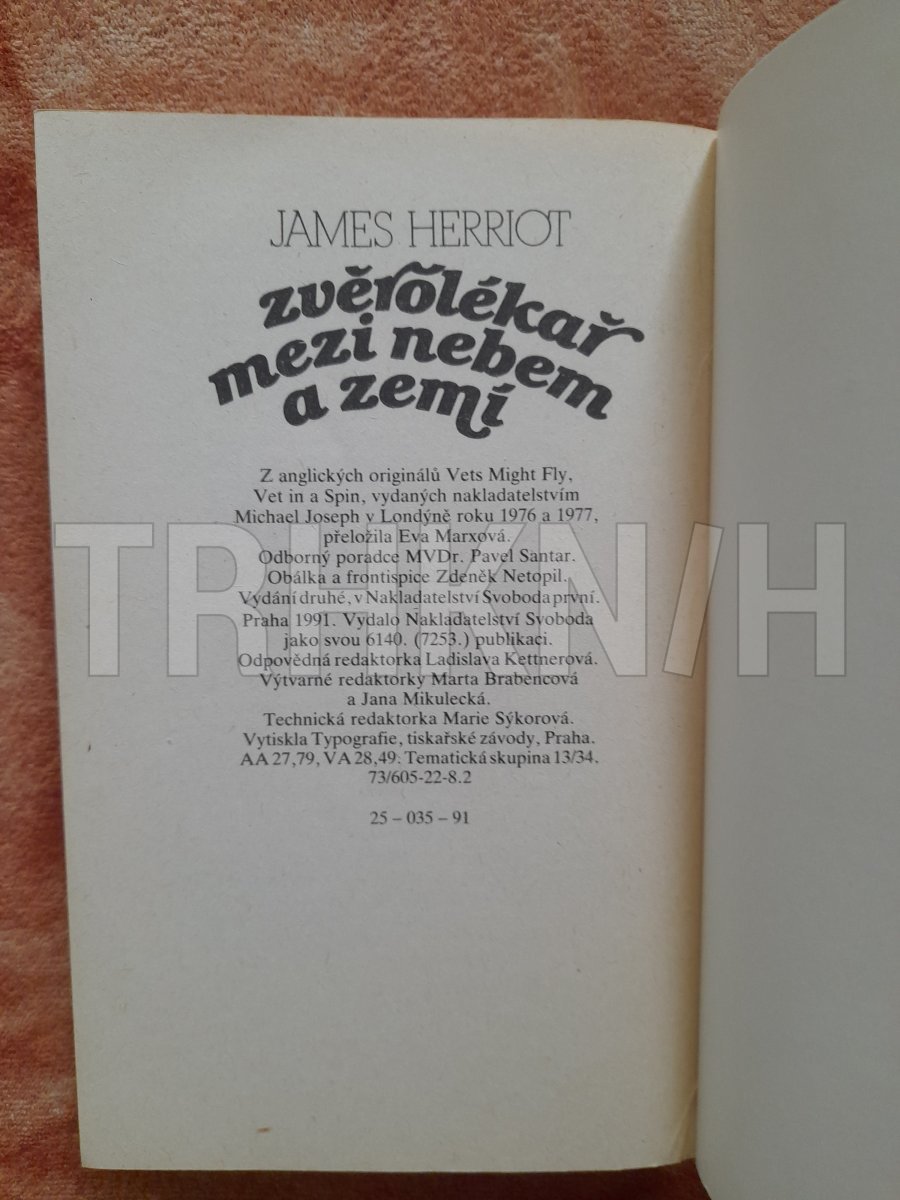 JAMES HERRIOT
zvěrolékař
mezi nebem
a zemí
Z anglických originálů Vets Might Fly,
Vet in a Spin, vydaných nakladatelstvím
Michael Joseph v Londýně roku 1976 a 1977,
přeložila Eva Marxová.
Odborný poradce MVDr. Pavel Santar.
Obálka a frontispice Zdeněk Netopil.
Vydání druhé, v Nakladatelství Svoboda první.
Praha 1991. Vydalo Nakladatelství Svoboda
jako svou 6140. (7253.) publikaci.
Odpovědná redaktorka Ladislava Kettnerová.
Výtvarné redaktorky Marta Brabencová
a Jana Mikulecká.
Technická redaktorka Marie Sýkorová.
Vytiskla Typografie, tiskařské závody, Praha.
AA 27,79, VA 28,49. Tematická skupina 13/34.
73/605-22-8.2
25 – 035 – 91
TRHKN/H